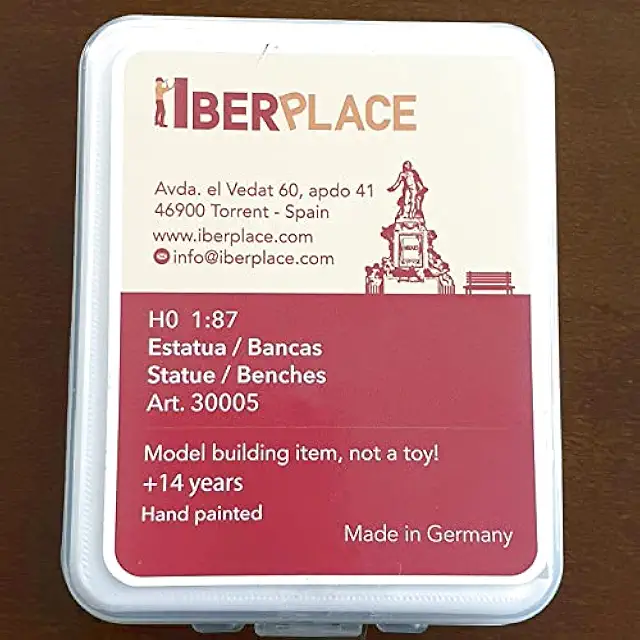 IBERPLACE
Avda. el Vedat 60, apdo 41
46900 Torrent - Spain
www.iberplace.com
info@iberplace.com
H0 1:87
Estatua / Bancas
Statue / Benches
Art. 30005
Model building item, not a toy!
+14 years
Hand painted
Made in Germany